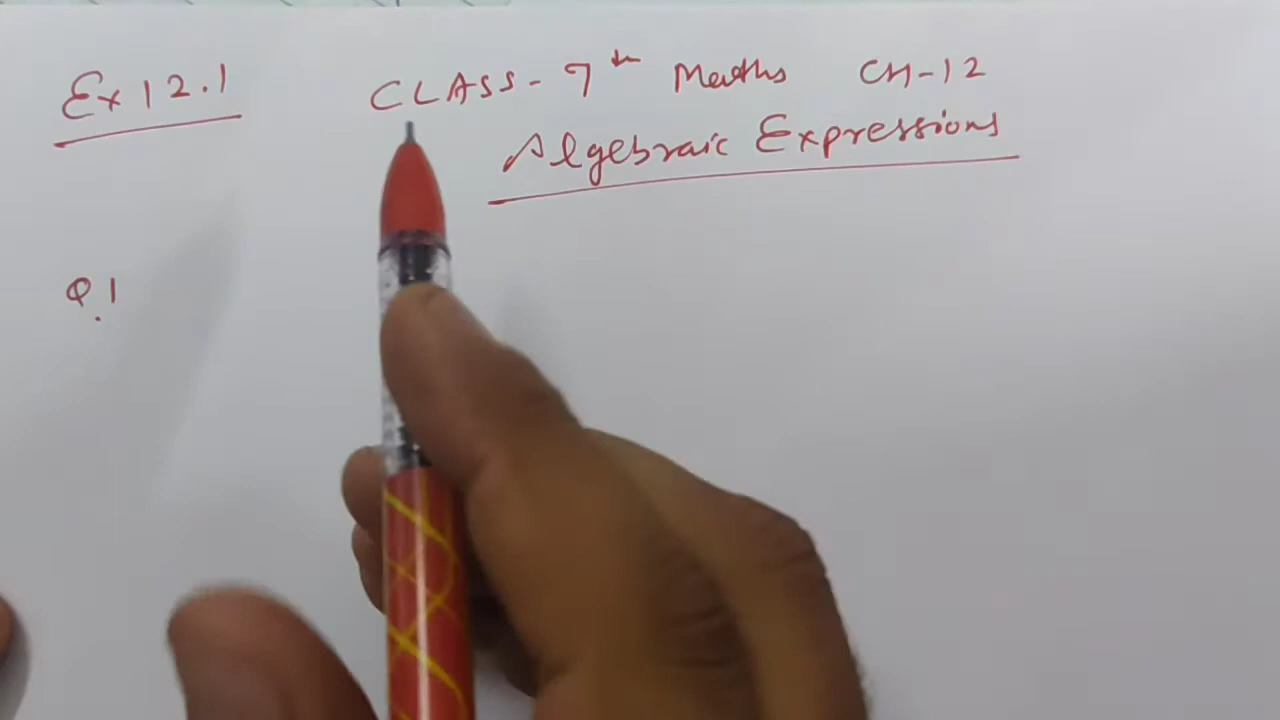 Ex 12.1
CLASS - 7th Maths CH-12
Algebraic Expressions
Q.1